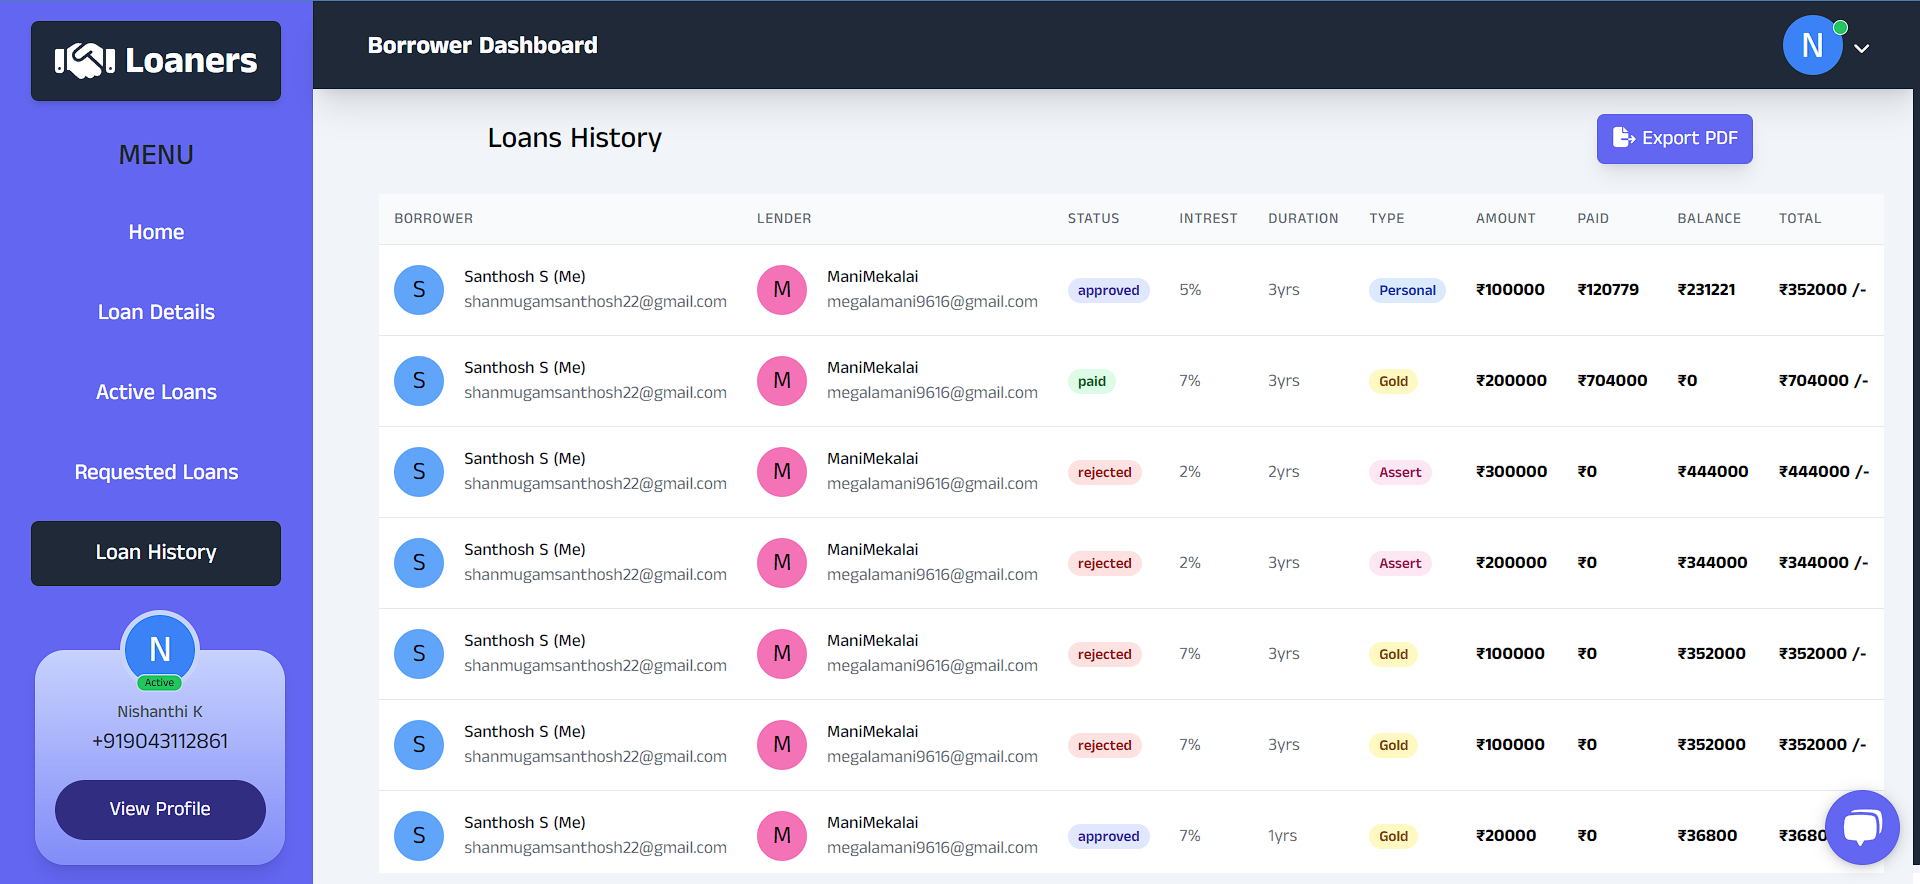 Loaners
Borrower Dashboard
N
MENU
Home
Loan Details
Active Loans
Requested Loans
Loan History
N
Active
Nishanthi K
+919043112861
View Profile
Loans History
Export PDF
BORROWER LENDER STATUS INTREST DURATION TYPE AMOUNT PAID BALANCE TOTAL
S Santhosh S (Me) M ManiMekalai
shanmugamsanthosh22@gmail.com megalamani9616@gmail.com approved 5% 3yrs Personal ₹100000 ₹120779 ₹231221 ₹352000 /-
S Santhosh S (Me) M ManiMekalai
shanmugamsanthosh22@gmail.com megalamani9616@gmail.com paid 7% 3yrs Gold ₹200000 ₹704000 ₹0 ₹704000 /-
S Santhosh S (Me) M ManiMekalai
shanmugamsanthosh22@gmail.com megalamani9616@gmail.com rejected 2% 2yrs Assert ₹300000 ₹0 ₹444000 ₹444000 /-
S Santhosh S (Me) M ManiMekalai
shanmugamsanthosh22@gmail.com megalamani9616@gmail.com rejected 2% 3yrs Assert ₹200000 ₹0 ₹344000 ₹344000 /-
S Santhosh S (Me) M ManiMekalai
shanmugamsanthosh22@gmail.com megalamani9616@gmail.com rejected 7% 3yrs Gold ₹100000 ₹0 ₹352000 ₹352000 /-
S Santhosh S (Me) M ManiMekalai
shanmugamsanthosh22@gmail.com megalamani9616@gmail.com rejected 7% 3yrs Gold ₹100000 ₹0 ₹352000 ₹352000 /-
S Santhosh S (Me) M ManiMekalai
shanmugamsanthosh22@gmail.com megalamani9616@gmail.com approved 7% 1yrs Gold ₹20000 ₹0 ₹36800